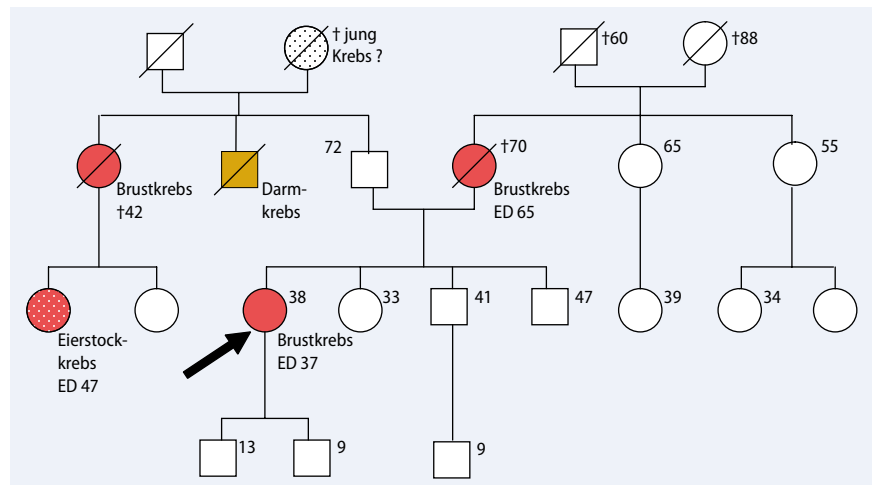 † jung
Krebs ?
†60
†88
Brustkrebs
†42
Darm-
krebs
72
†70
Brustkrebs
ED 65
65
55
Eierstock-
krebs
ED 47
38
Brustkrebs
ED 37
33
41
47
39
34
13
9
9